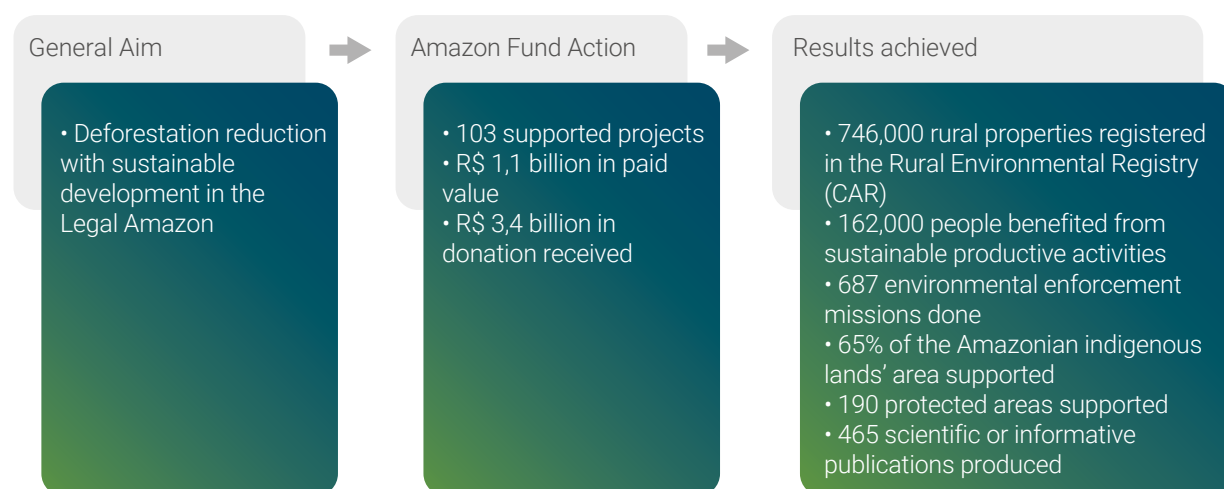 General Aim
• Deforestation reduction
with sustainable
development in the
Legal Amazon
Amazon Fund Action
• 103 supported projects
• R$ 1,1 billion in paid
value
• R$ 3,4 billion in
donation received
Results achieved
• 746,000 rural properties registered
in the Rural Environmental Registry
(CAR)
• 162,000 people benefited from
sustainable productive activities
• 687 environmental enforcement
missions done
• 65% of the Amazonian indigenous
lands’ area supported
• 190 protected areas supported
• 465 scientific or informative
publications produced